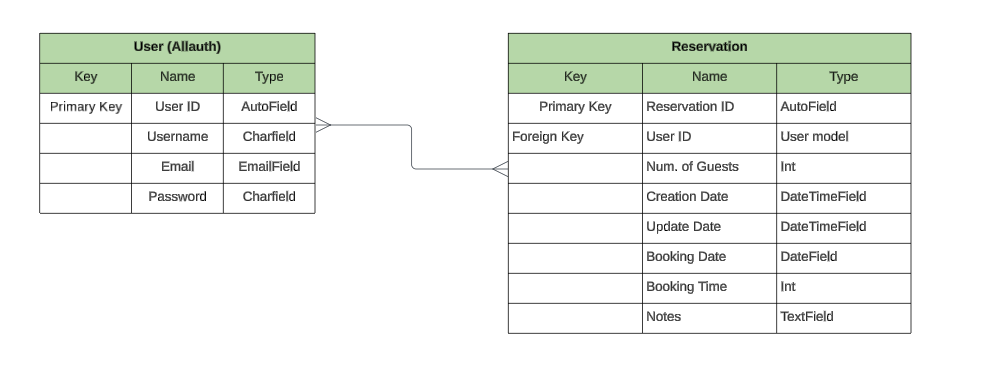 User (Allauth)
Key Name Type
Primary Key User ID AutoField
Username Charfield
Email EmailField
Password Charfield
Reservation
Key Name Type
Primary Key Reservation ID AutoField
Foreign Key User ID User model
Num. of Guests Int
Creation Date DateTimeField
Update Date DateTimeField
Booking Date DateField
Booking Time Int
Notes TextField